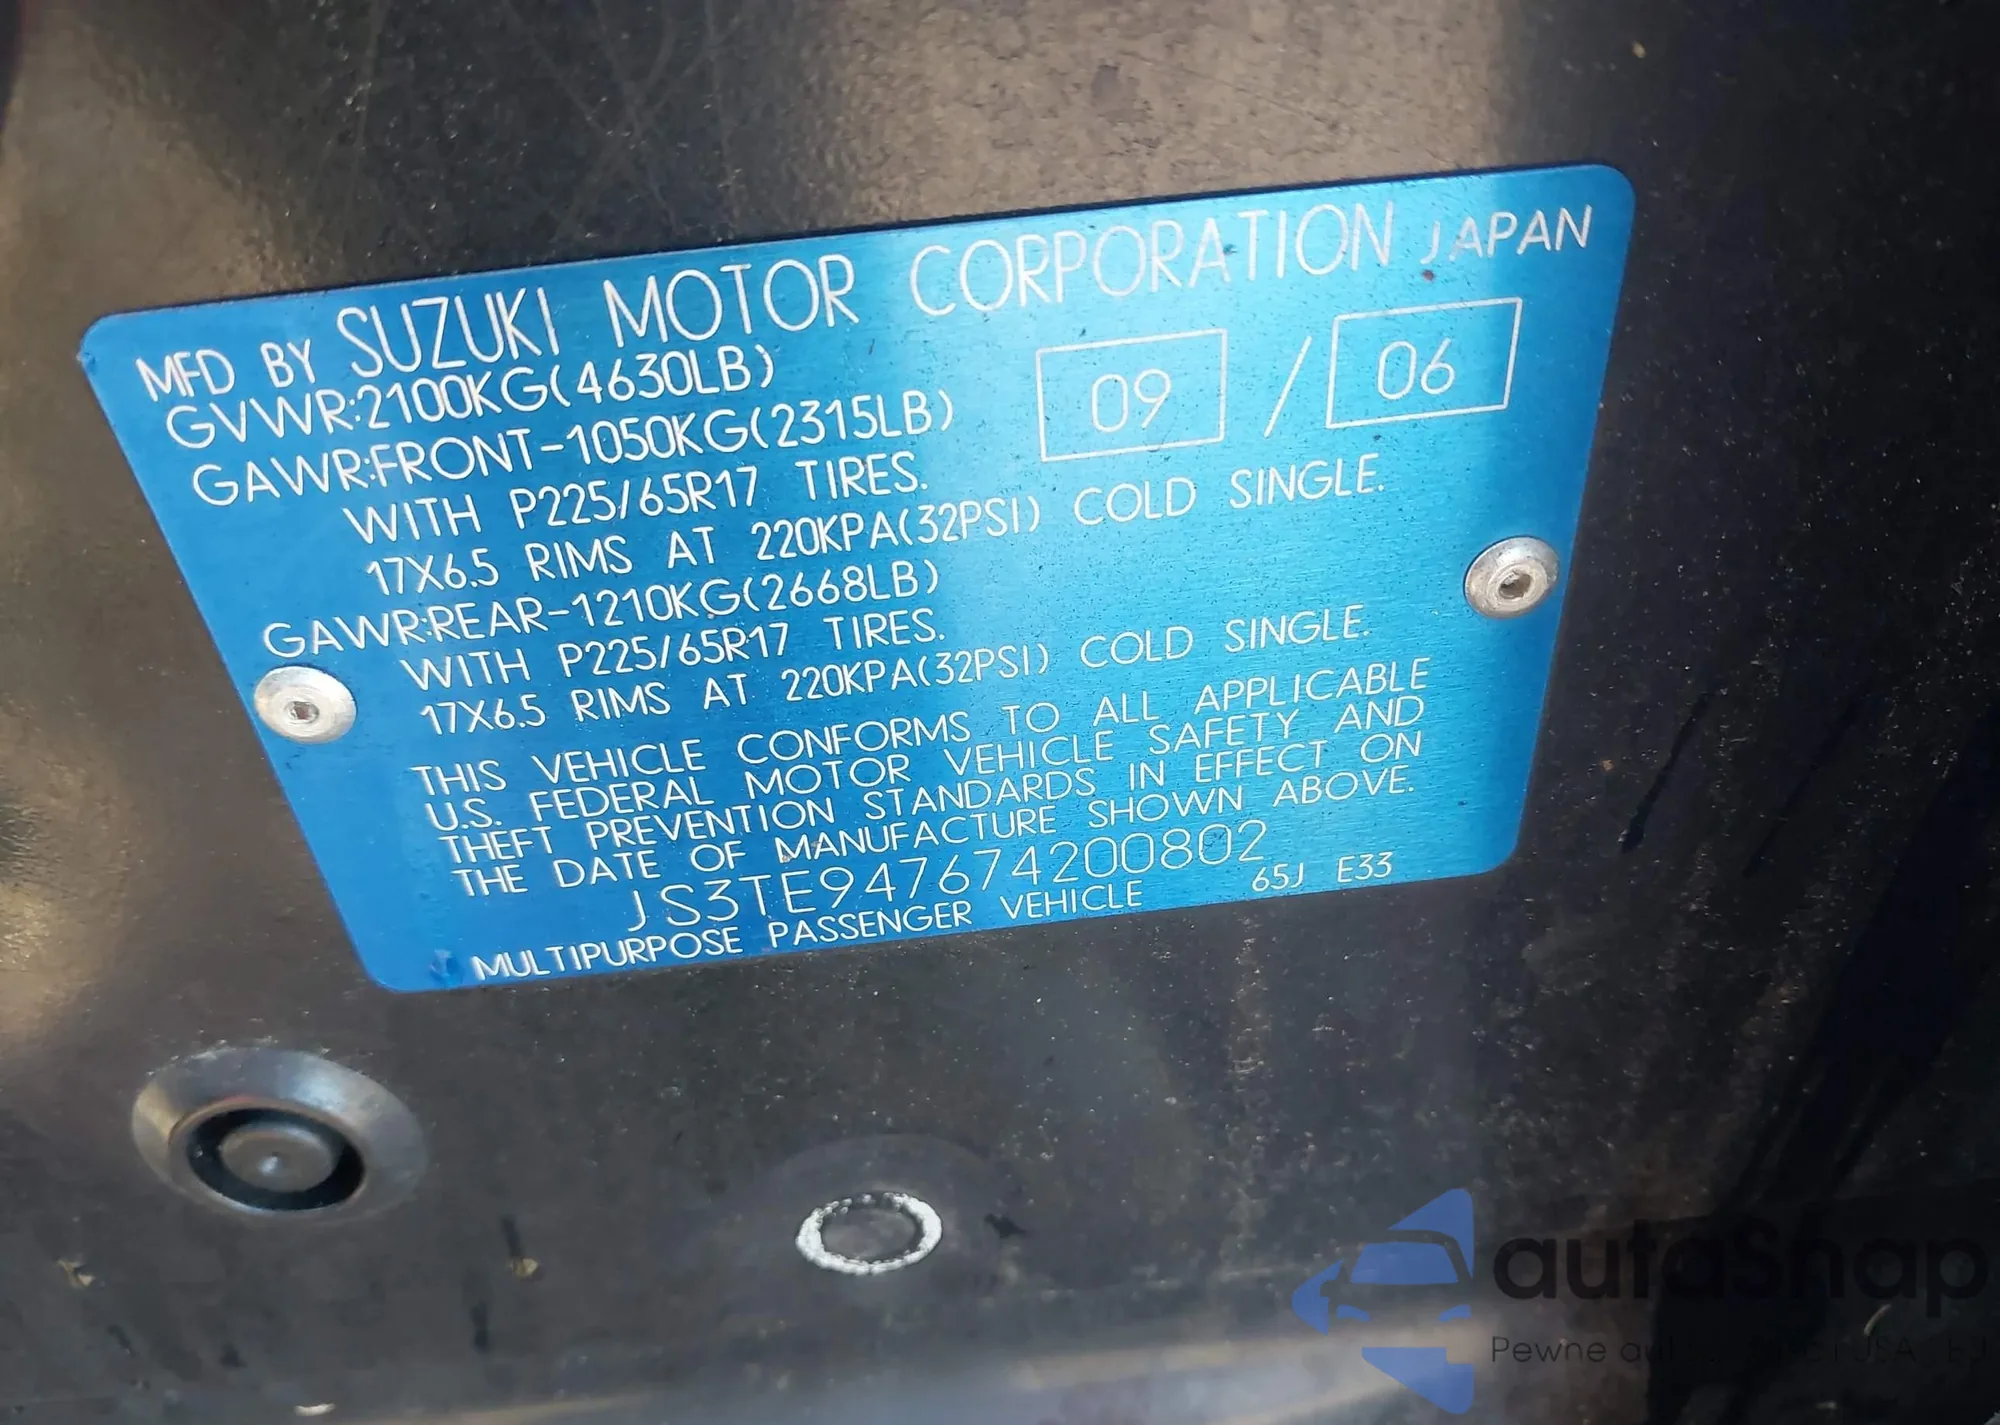 MFD BY SUZUKI MOTOR CORPORATION JAPAN
GVWR:2100KG(4630LB)
09 / 06
GAWR:FRONT-1050KG(2315LB)
WITH P225/65R17 TIRES.
17X6.5 RIMS AT 220KPA(32PSI) COLD SINGLE.
GAWR:REAR-1210KG(2668LB)
WITH P225/65R17 TIRES.
17X6.5 RIMS AT 220KPA(32PSI) COLD SINGLE.
THIS VEHICLE CONFORMS TO ALL APPLICABLE
U.S. FEDERAL MOTOR VEHICLE SAFETY AND
THEFT PREVENTION STANDARDS IN EFFECT ON
THE DATE OF MANUFACTURE SHOWN ABOVE.
JS3TE947674200802
MULTIPURPOSE PASSENGER VEHICLE 65J E33
autaSnap
Pewne